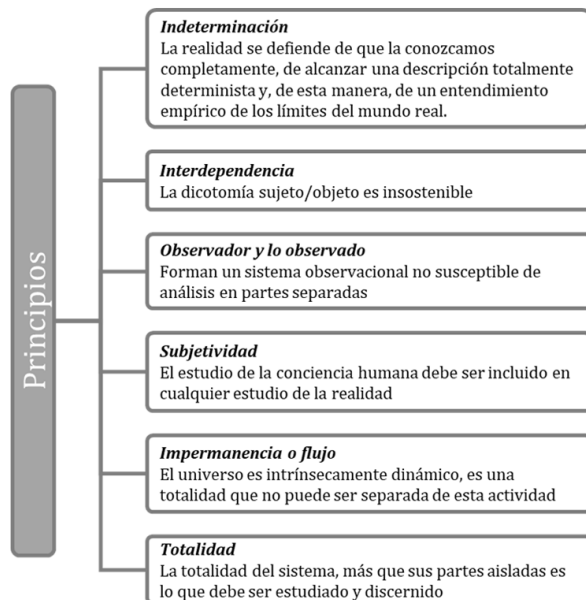 Principios
Indeterminación
La realidad se defiende de que la conozcamos
completamente, de alcanzar una descripción totalmente
determinista y, de esta manera, de un entendimiento
empírico de los límites del mundo real.
Interdependencia
La dicotomía sujeto/objeto es insostenible
Observador y lo observado
Forman un sistema observacional no susceptible de
análisis en partes separadas
Subjetividad
El estudio de la conciencia humana debe ser incluido en
cualquier estudio de la realidad
Impermanencia o flujo
El universo es intrínsecamente dinámico, es una
totalidad que no puede ser separada de esta actividad
Totalidad
La totalidad del sistema, más que sus partes aisladas es
lo que debe ser estudiado y discernido